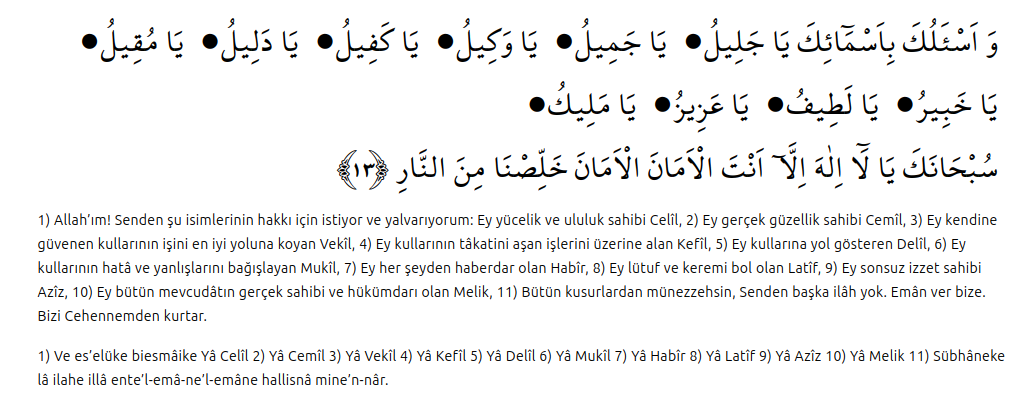 وَ اَسْئَلُكَ بِاَسْمَٓائِكَ يَا جَلِيلُ● يَا جَمِيلُ● يَا وَكِيلُ● يَا كَفِيلُ● يَا دَلِيلُ● يَا مُقِيلُ●
يَا خَبِيرُ● يَا لَطِيفُ● يَا عَزِيزُ● يَا مَلِيكُ●
سُبْحَانَكَ يَا لَٓا اِلٰهَ اِلَّٓا اَنْتَ الْاَمَانَ الْاَمَانَ خَلِّصْنَا مِنَ النَّارِ ﴿١٣﴾
1) Allah’ım! Senden şu isimlerinin hakkı için istiyor ve yalvarıyorum: Ey yücelik ve ululuk sahibi Celîl, 2) Ey gerçek güzellik sahibi Cemîl, 3) Ey kendine
güvenen kullarının işini en iyi yoluna koyan Vekîl, 4) Ey kullarının tâkatini aşan işlerini üzerine alan Kefîl, 5) Ey kullarına yol gösteren Delîl, 6) Ey
kullarının hatâ ve yanlışlarını bağışlayan Mukîl, 7) Ey her şeyden haberdar olan Habîr, 8) Ey lütuf ve keremi bol olan Latîf, 9) Ey sonsuz izzet sahibi
Azîz, 10) Ey bütün mevcudâtın gerçek sahibi ve hükümdarı olan Melik, 11) Bütün kusurlardan münezzehsin, Senden başka ilâh yok. Emân ver bize.
Bizi Cehennemden kurtar.
1) Ve es’elüke biesmâike Yâ Celîl 2) Yâ Cemîl 3) Yâ Vekîl 4) Yâ Kefîl 5) Yâ Delîl 6) Yâ Mukîl 7) Yâ Habîr 8) Yâ Latîf 9) Yâ Azîz 10) Yâ Melik 11) Sübhâneke
lâ ilahe illâ ente’l-emâ-ne’l-emâne hallisnâ mine’n-nâr.